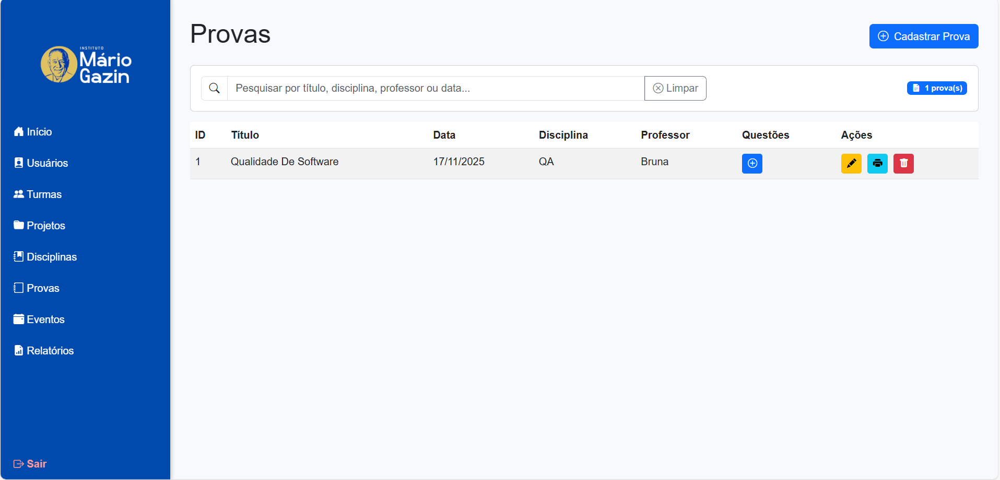 INSTITUTO
Mário
Gazin
Início
Usuários
Turmas
Projetos
Disciplinas
Provas
Eventos
Relatórios
Sair
Provas
Cadastrar Prova
Pesquisar por título, disciplina, professor ou data...
Limpar
1 prova(s)
ID Título Data Disciplina Professor Questões Ações
1 Qualidade De Software 17/11/2025 QA Bruna